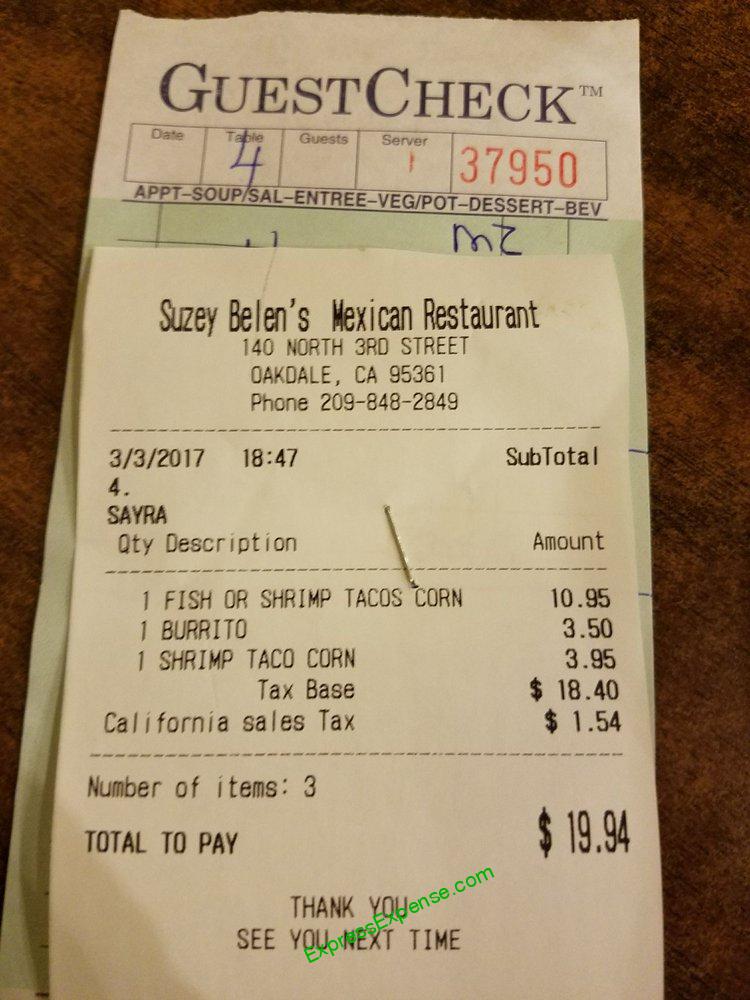 GUESTCHECK™
Date Table Guests Server
4 1 37950
APPT-SOUP/SAL-ENTREE-VEG/POT-DESSERT-BEV
Suzey Belen's Mexican Restaurant
140 NORTH 3RD STREET
OAKDALE, CA 95361
Phone 209-848-2849
3/3/2017 18:47 SubTotal
4.
SAYRA
Qty Description Amount
1 FISH OR SHRIMP TACOS CORN 10.95
1 BURRITO 3.50
1 SHRIMP TACO CORN 3.95
Tax Base $ 18.40
California sales Tax $ 1.54
Number of items: 3
TOTAL TO PAY $ 19.94
THANK YOU
SEE YOU NEXT TIME
ExpressExpense.com